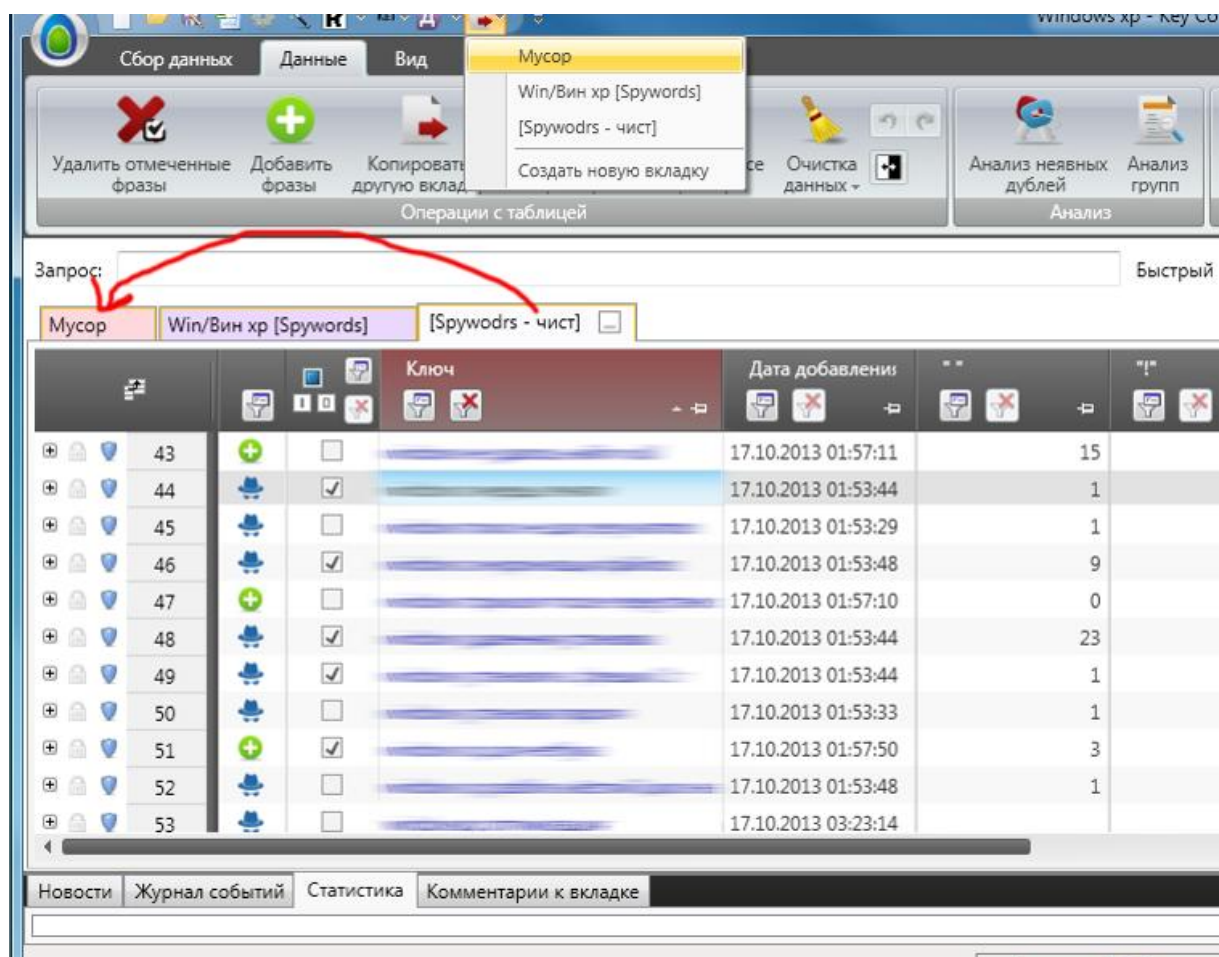 Windows xp - Key Co
Сбор данных Данные Вид
Мусор
Win/Вин xp [Spywords]
[Spywodrs - чист]
Создать новую вкладку
Удалить отмеченные фразы
Добавить фразы
Копировать
другую вклад
се
Очистка данных
Анализ неявных дублей
Анализ групп
Операции с таблицей
Анализ
Запрос: Быстрый
Мусор Win/Вин xp [Spywords] [Spywodrs - чист]
Ключ Дата добавлени " " "!"
43 17.10.2013 01:57:11 15
44 17.10.2013 01:53:44 1
45 17.10.2013 01:53:29 1
46 17.10.2013 01:53:48 9
47 17.10.2013 01:57:10 0
48 17.10.2013 01:53:44 23
49 17.10.2013 01:53:44 1
50 17.10.2013 01:53:33 1
51 17.10.2013 01:57:50 3
52 17.10.2013 01:53:48 1
53 17.10.2013 03:23:14
Новости Журнал событий Статистика Комментарии к вкладке